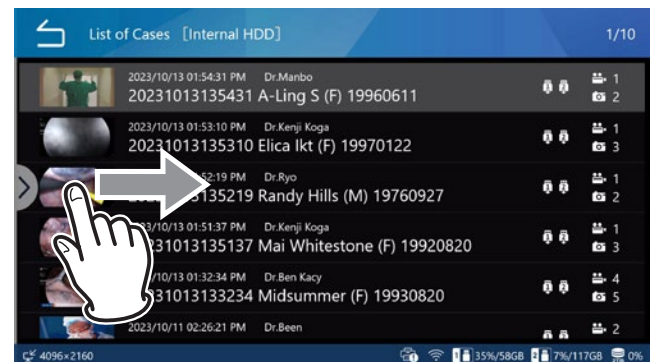 List of Cases [Internal HDD]
1/10
2023/10/13 01:54:31 PM Dr.Manbo
20231013135431 A-Ling S (F) 19960611
1
2
2023/10/13 01:53:10 PM Dr.Kenji Koga
20231013135310 Elica Ikt (F) 19970122
1
3
:52:19 PM Dr.Ryo
135219 Randy Hills (M) 19760927
1
2
/10/13 01:51:37 PM Dr.Kenji Koga
31013135137 Mai Whitestone (F) 19920820
1
3
/10/13 01:32:34 PM Dr.Ben Kacy
31013133234 Midsummer (F) 19930820
4
5
2023/10/11 02:26:21 PM Dr.Been
2
4096×2160
1 35%/58GB 2 7%/117GB 0%